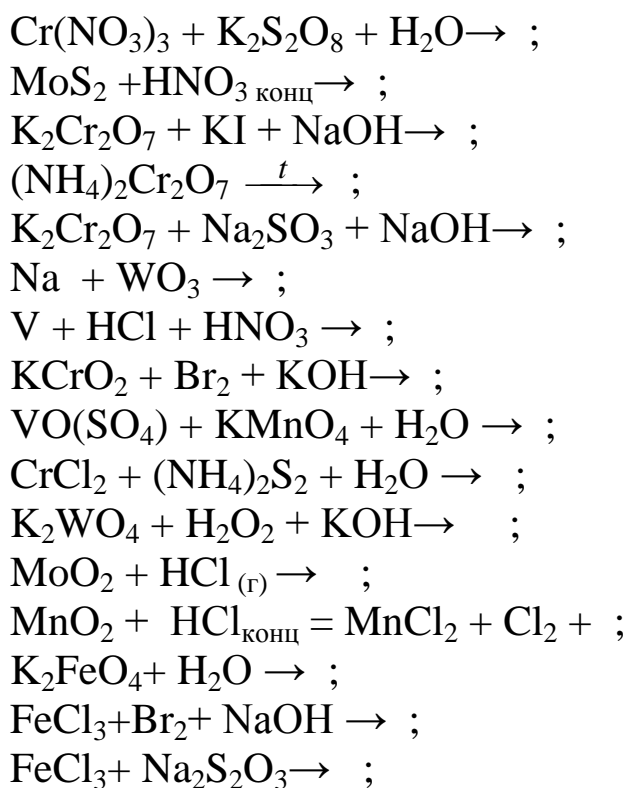 Cr(NO₃)₃ + K₂S₂O₈ + H₂O→ ;
MoS₂ +HNO₃ конц→ ;
K₂Cr₂O₇ + KI + NaOH→ ;
(NH₄)₂Cr₂O₇ —t→ ;
K₂Cr₂O₇ + Na₂SO₃ + NaOH→ ;
Na + WO₃ → ;
V + HCl + HNO₃ → ;
KCrO₂ + Br₂ + KOH→ ;
VO(SO₄) + KMnO₄ + H₂O → ;
CrCl₂ + (NH₄)₂S₂ + H₂O → ;
K₂WO₄ + H₂O₂ + KOH→ ;
MoO₂ + HCl (г) → ;
MnO₂ + HClконц = MnCl₂ + Cl₂ + ;
K₂FeO₄+ H₂O → ;
FeCl₃+Br₂+ NaOH → ;
FeCl₃+ Na₂S₂O₃→ ;